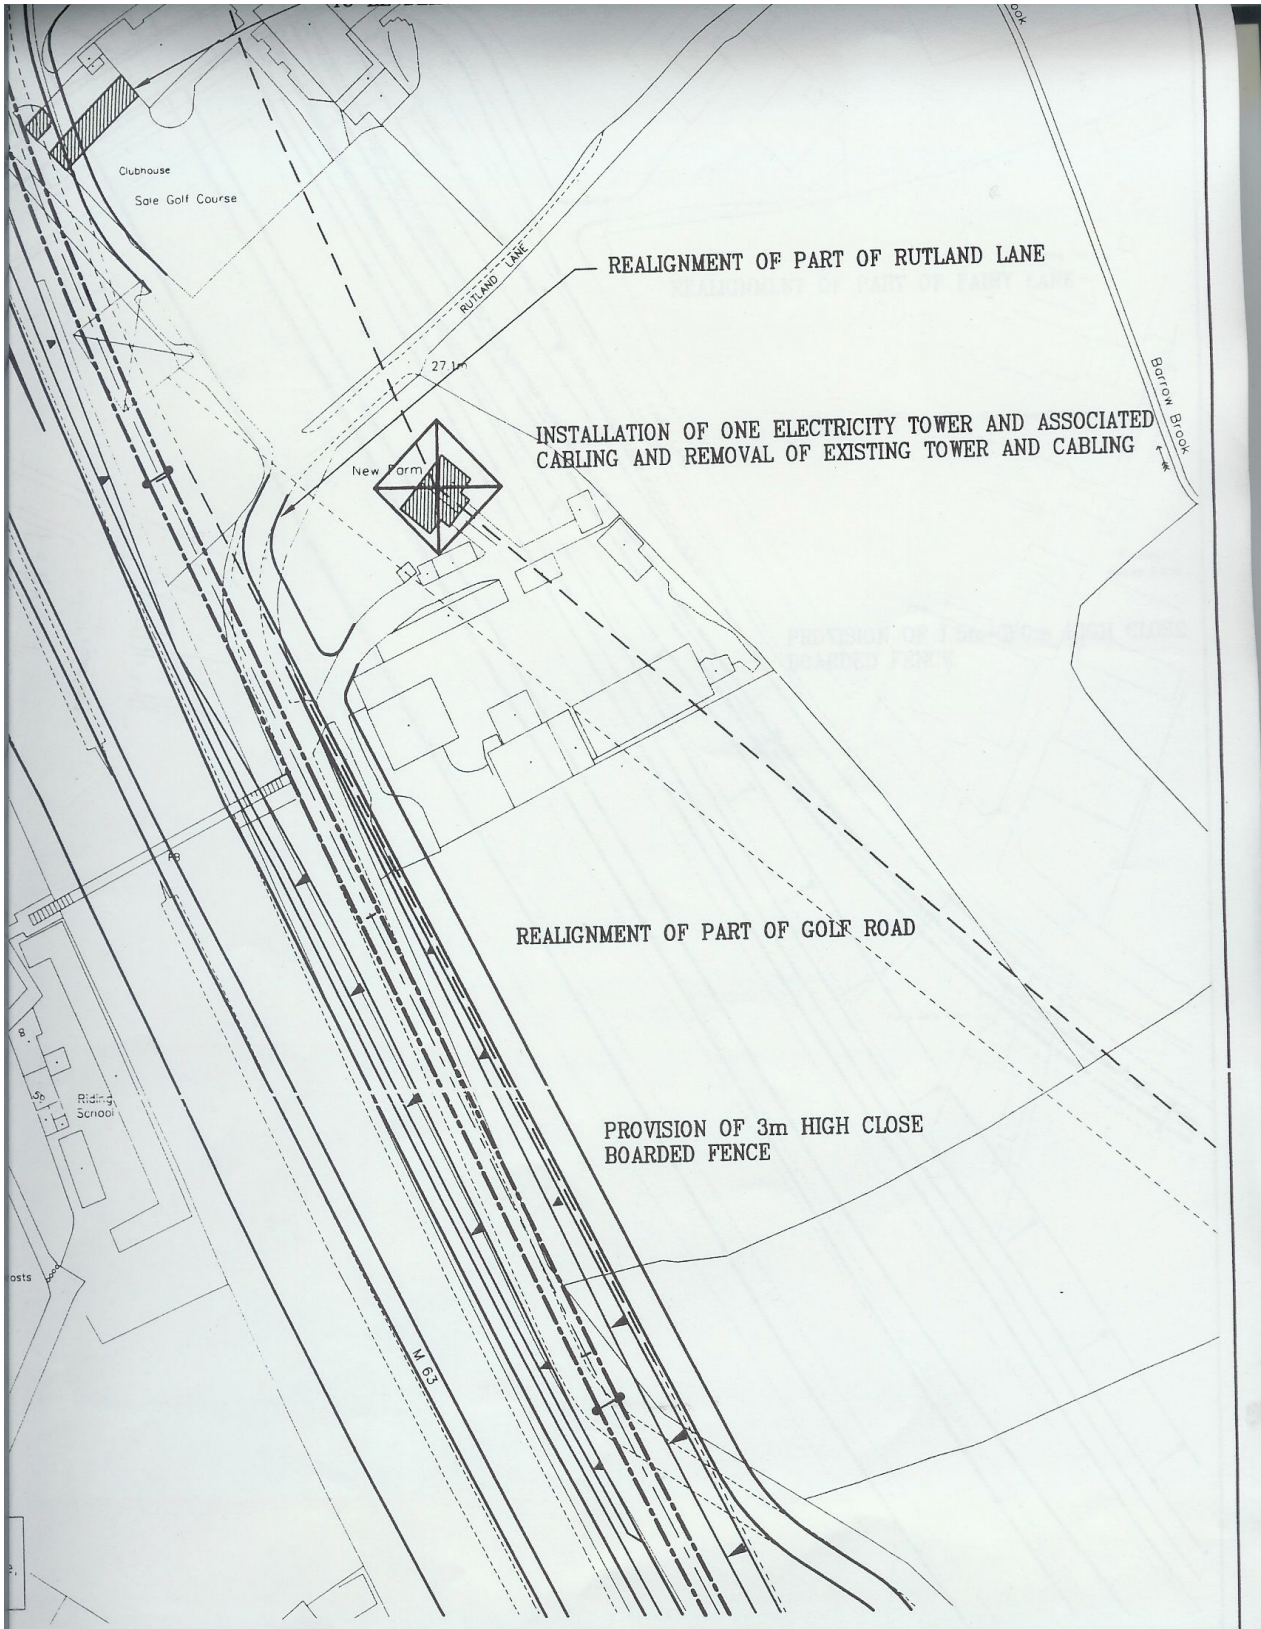 Clubhouse
Sale Golf Course
RUTLAND LANE
REALIGNMENT OF PART OF RUTLAND LANE
27.1m
Barrow Brook
INSTALLATION OF ONE ELECTRICITY TOWER AND ASSOCIATED
CABLING AND REMOVAL OF EXISTING TOWER AND CABLING
New Farm
FB
REALIGNMENT OF PART OF GOLF ROAD
Riding
School
PROVISION OF 3m HIGH CLOSE
BOARDED FENCE
osts
M 63